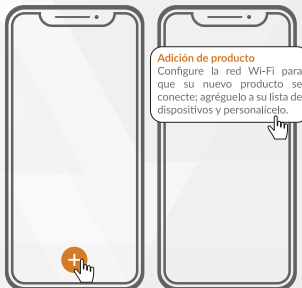 Adición de producto
Configure la red Wi-Fi para
que su nuevo producto se
conecte; agréguelo a su lista de
dispositivos y personalícelo.